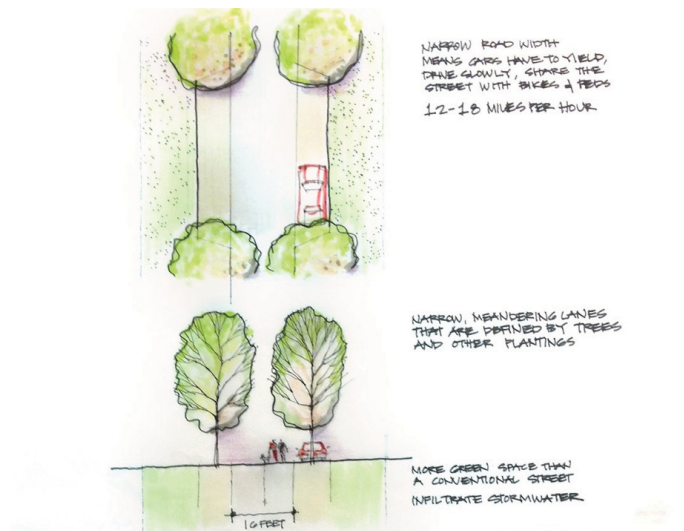 NARROW ROAD WIDTH
MEANS CARS HAVE TO YIELD,
DRIVE SLOWLY, SHARE THE
STREET WITH BIKES & PEDS
12-18 MILES PER HOUR
NARROW, MEANDERING LANES
THAT ARE DEFINED BY TREES
AND OTHER PLANTINGS
MORE GREEN SPACE THAN
A CONVENTIONAL STREET
INFILTRATE STORMWATER
16 FEET